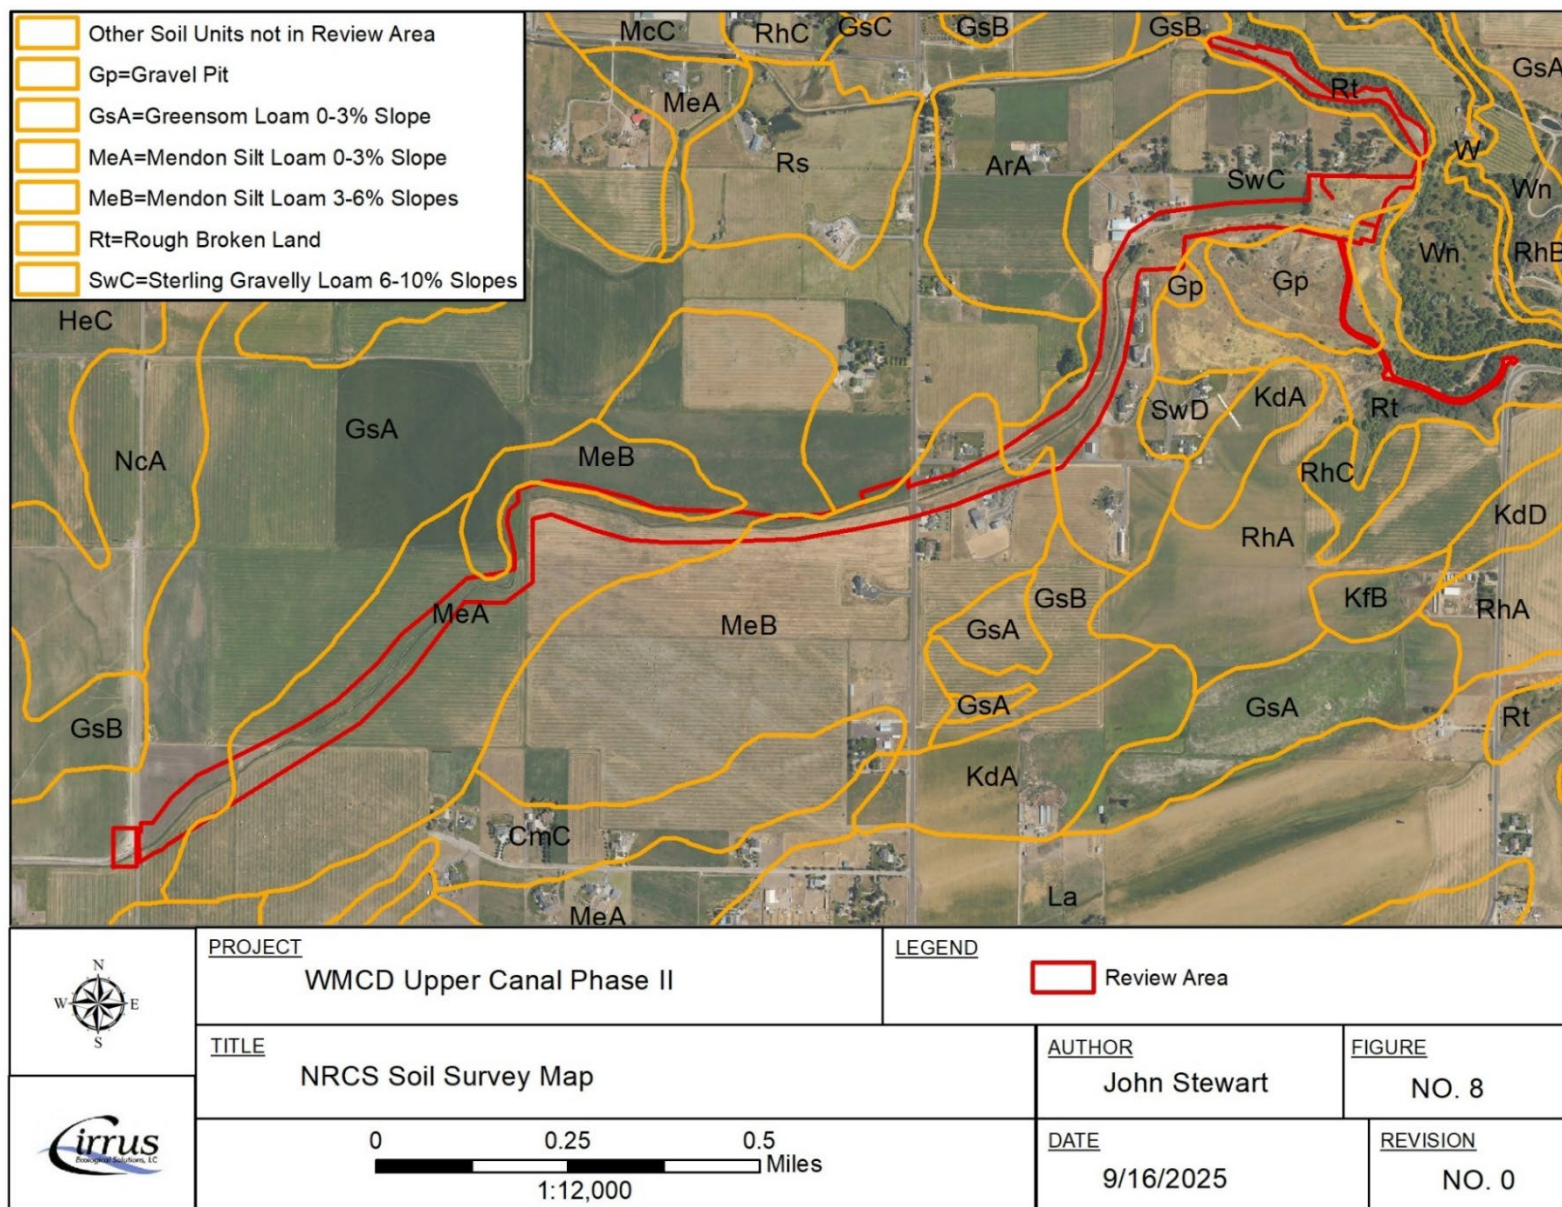 Other Soil Units not in Review Area
Gp=Gravel Pit
GsA=Greensom Loam 0-3% Slope
MeA=Mendon Silt Loam 0-3% Slope
MeB=Mendon Silt Loam 3-6% Slopes
Rt=Rough Broken Land
SwC=Sterling Gravelly Loam 6-10% Slopes
McC
RhC
GsC
GsB
GsB
GsA
MeA
Rt
Rs
ArA
SwC
W
Wn
Wn
RhB
Gp
Gp
HeC
GsA
NcA
MeB
SwD
KdA
Rt
RhC
KdD
RhA
MeA
MeB
GsB
GsA
KfB
RhA
GsB
GsA
GsA
Rt
KdA
CmC
La
MeA
N
W E
S
Cirrus
Ecological Solutions, LC
PROJECT
WMCD Upper Canal Phase II
LEGEND
Review Area
TITLE
NRCS Soil Survey Map
AUTHOR
John Stewart
FIGURE
NO. 8
0 0.25 0.5
Miles
1:12,000
DATE
9/16/2025
REVISION
NO. 0